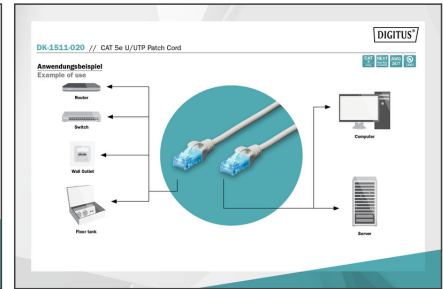 DIGITUS®
DK-1511-020 // CAT 5e U/UTP Patch Cord
Anwendungsbeispiel
Example of use
Router
Switch
Wall Outlet
Floor tank
Computer
Server